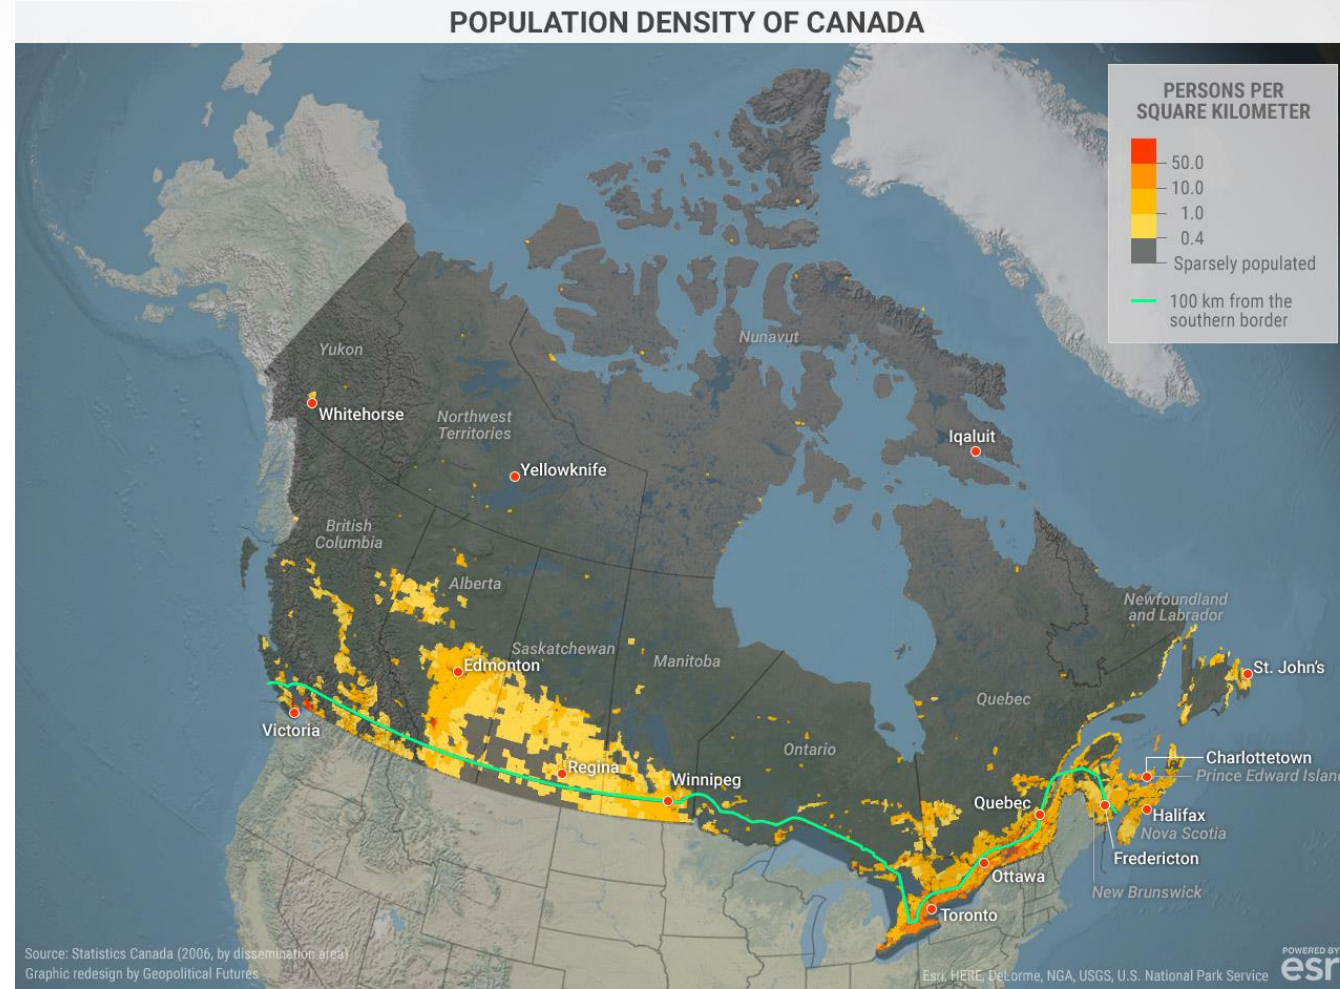 POPULATION DENSITY OF CANADA
PERSONS PER
SQUARE KILOMETER
50.0
10.0
1.0
0.4
Sparsely populated
100 km from the
southern border
Nunavut
Yukon
Whitehorse
Northwest
Territories
Iqaluit
Yellowknife
British
Columbia
Alberta
Newfoundland
and Labrador
Saskatchewan
Manitoba
Edmonton
St. John's
Quebec
Victoria
Ontario
Charlottetown
Regina
Prince Edward Islan
Winnipeg
Quebec
Halifax
Nova Scotia
Fredericton
Ottawa
New Brunswick
Toronto
Source: Statistics Canada (2006, by dissemination area)
Graphic redesign by Geopolitical Futures
POWERED BY
esr
Esri, HERE, DeLorme, NGA, USGS, U.S. National Park Service